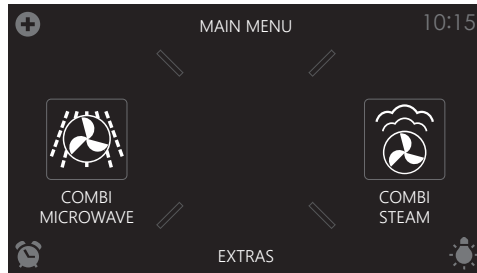 MAIN MENU
10:15
COMBI
MICROWAVE
COMBI
STEAM
EXTRAS